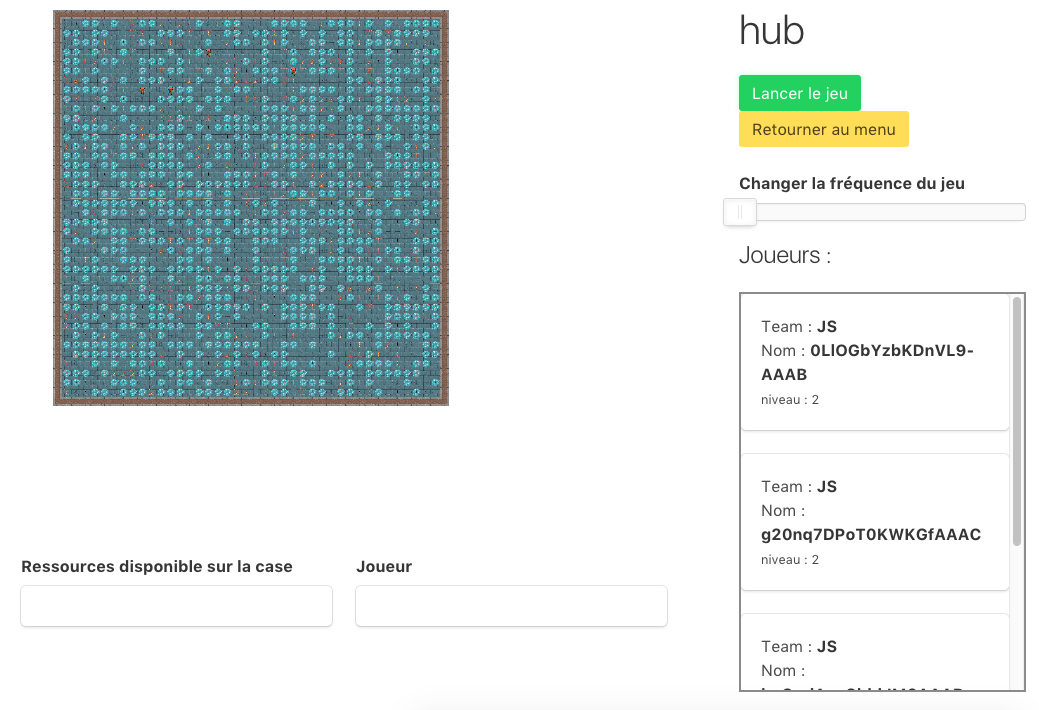 hub
Lancer le jeu
Retourner au menu
Changer la fréquence du jeu
Joueurs :
Team : JS
Nom : 0LlOGbYzbKDnVL9-
AAAB
niveau : 2
Team : JS
Nom :
g20nq7DPoT0KWKGfAAAC
niveau : 2
Team : JS
Nom :
Ressources disponible sur la case
Joueur